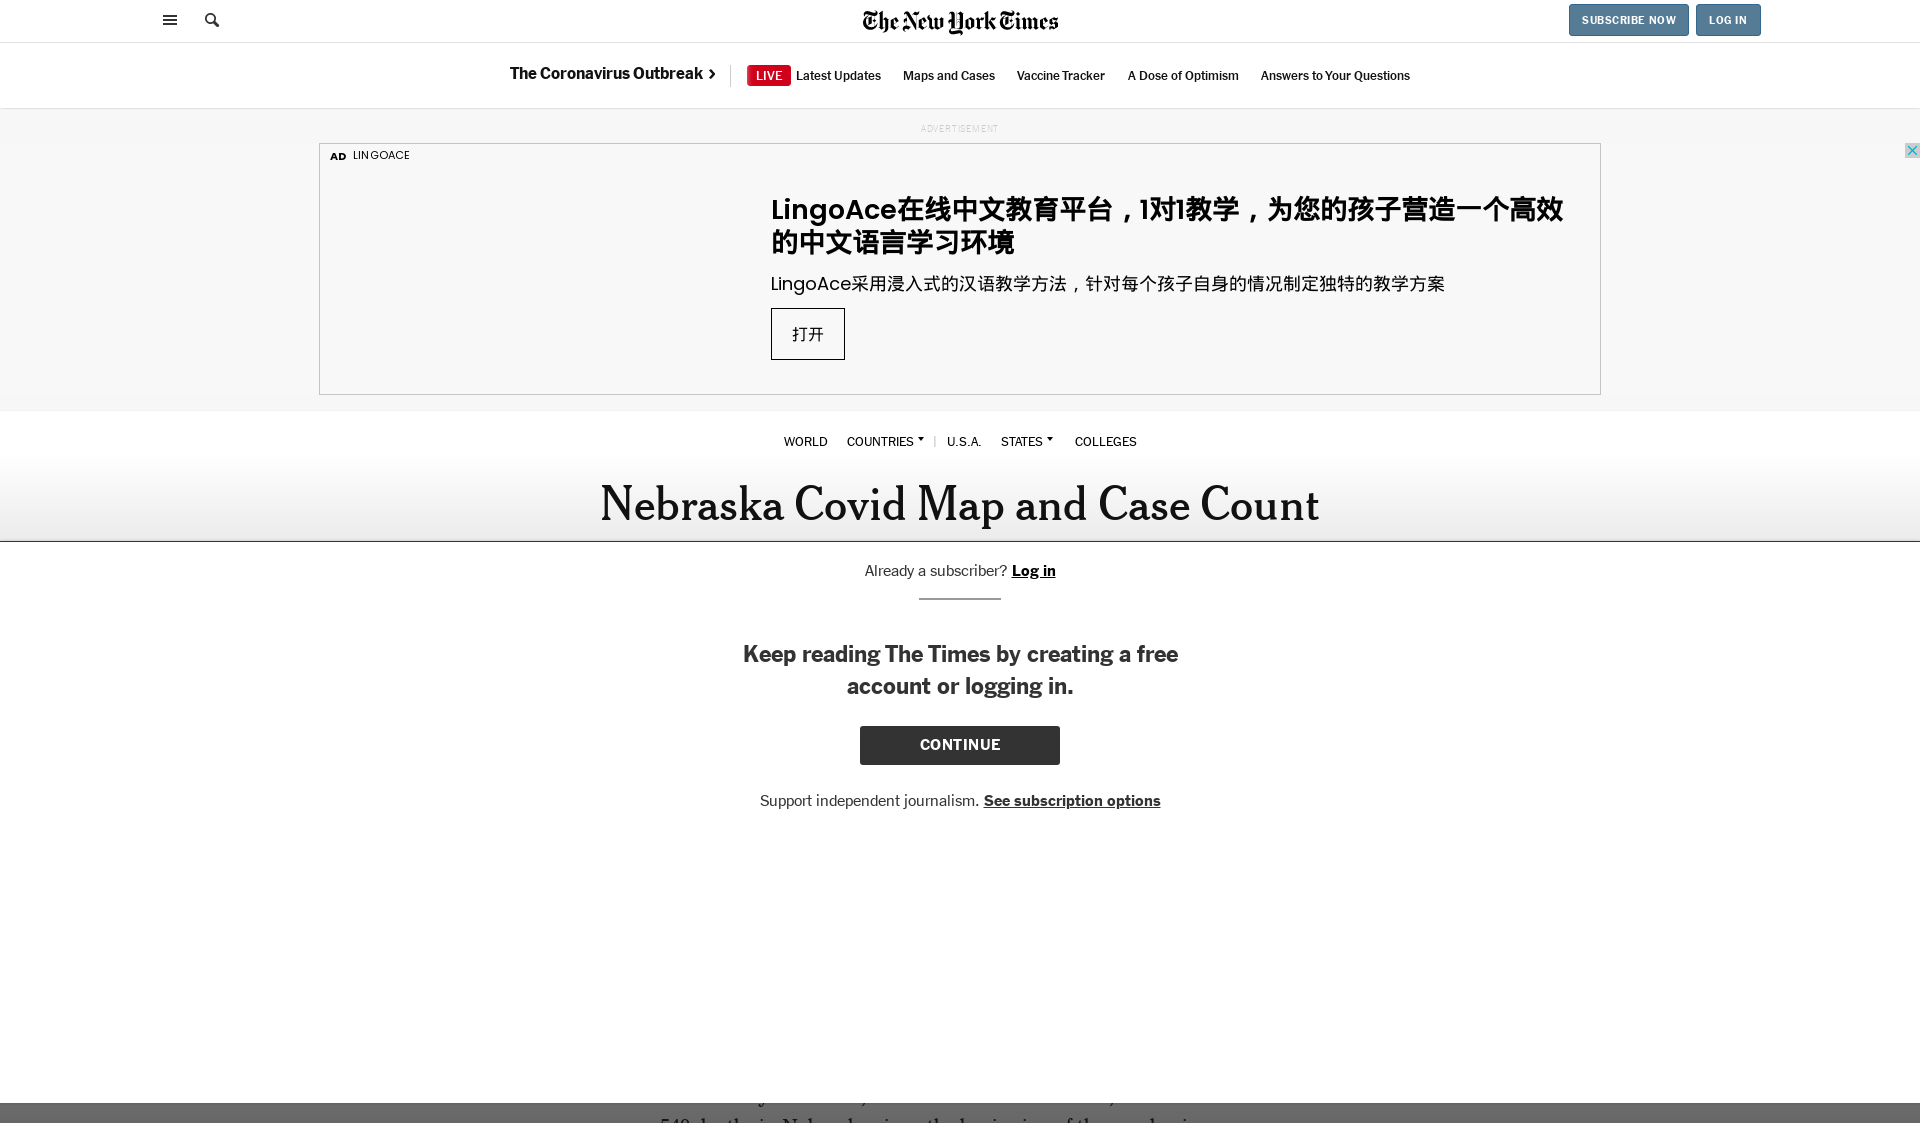 The New York Times
SUBSCRIBE NOW
LOG IN
The Coronavirus Outbreak
LIVE Latest Updates
Maps and Cases
Vaccine Tracker
A Dose of Optimism
Answers to Your Questions
ADVERTISEMENT
AD LINGOACE
LingoAce在线中文教育平台，1对1教学，为您的孩子营造一个高效
的中文语言学习环境
LingoAce采用浸入式的汉语教学方法，针对每个孩子自身的情况制定独特的教学方案
打开
WORLD COUNTRIES | U.S.A. STATES COLLEGES
Nebraska Covid Map and Case Count
Already a subscriber? Log in
Keep reading The Times by creating a free
account or logging in.
CONTINUE
Support independent journalism. See subscription options